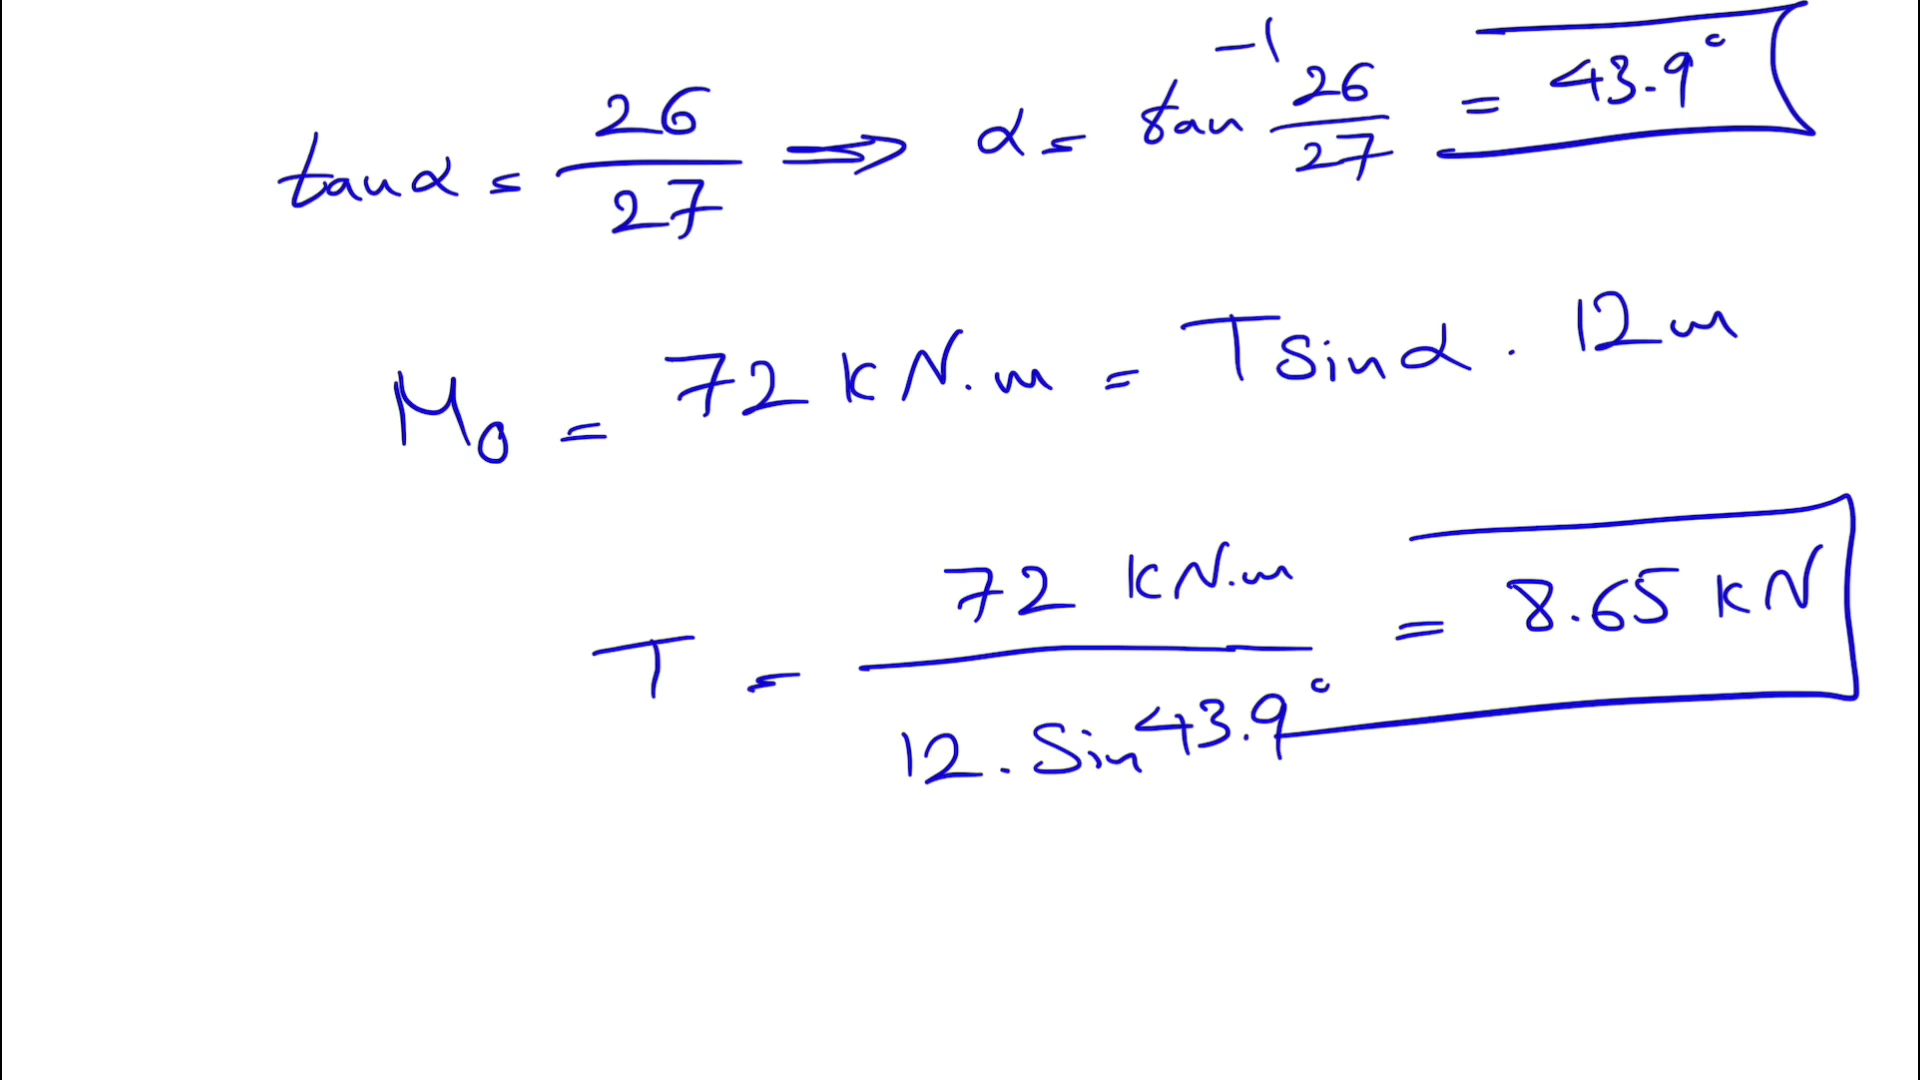 tanα = 26/27 ⟹ α = tan⁻¹ 26/27 = 43.9°
M₀ = 72 kN.m = T sinα . 12m
T = 72 kN.m / 12 . Sin 43.9° = 8.65 kN